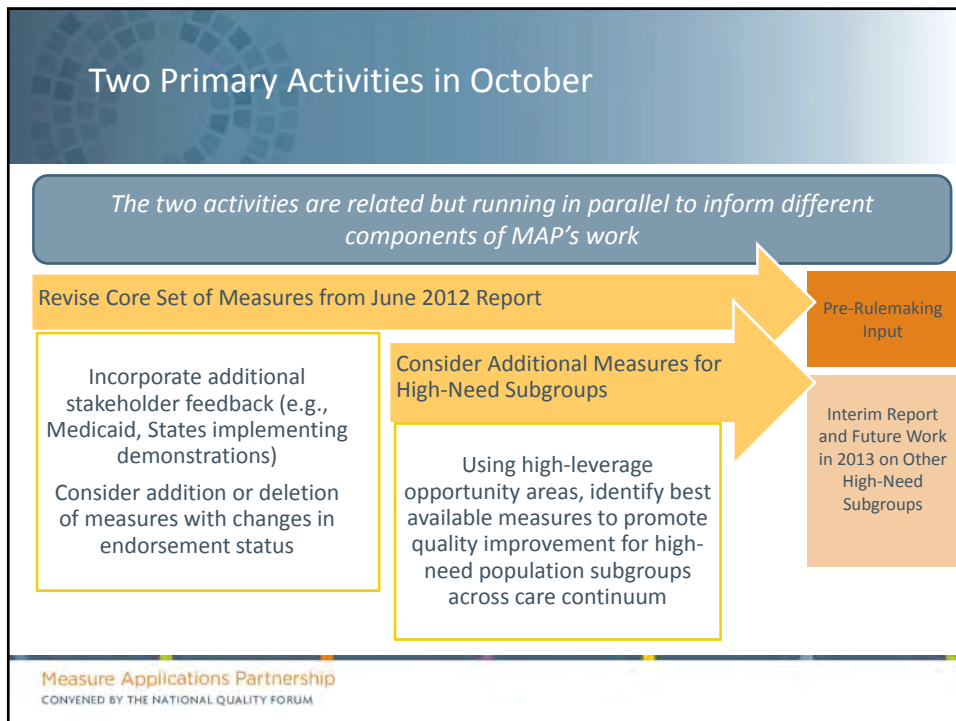 Two Primary Activities in October
The two activities are related but running in parallel to inform different
components of MAP's work
Revise Core Set of Measures from June 2012 Report
Pre-Rulemaking
Input
Incorporate additional
stakeholder feedback (e.g.,
Medicaid, States implementing
demonstrations)
Consider addition or deletion
of measures with changes in
endorsement status
Consider Additional Measures for
High-Need Subgroups
Using high-leverage
opportunity areas, identify best
available measures to promote
quality improvement for high-
need population subgroups
across care continuum
Interim Report
and Future Work
in 2013 on Other
High-Need
Subgroups
Measure Applications Partnership
CONVENED BY THE NATIONAL QUALITY FORUM